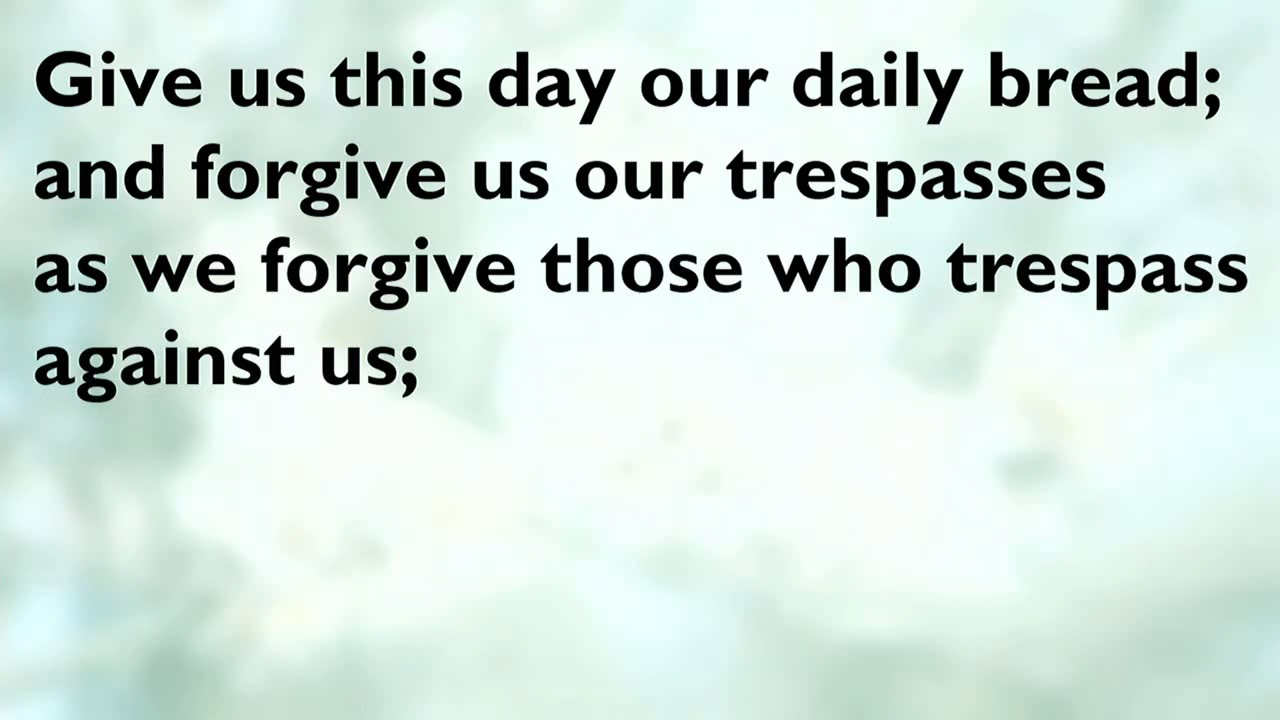 Give us this day our daily bread;
and forgive us our trespasses
as we forgive those who trespass
against us;